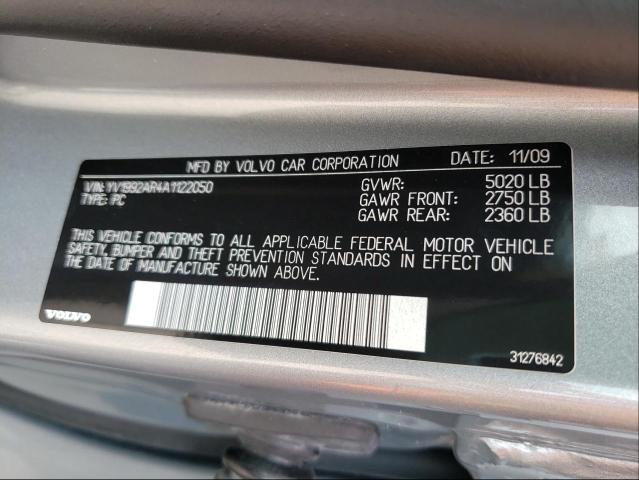 MFD BY VOLVO CAR CORPORATION DATE: 11/09
VIN: YV1992AR4A1122050 GVWR: 5020 LB
TYPE: PC GAWR FRONT: 2750 LB
GAWR REAR: 2360 LB
THIS VEHICLE CONFORMS TO ALL APPLICABLE FEDERAL MOTOR VEHICLE
SAFETY, BUMPER AND THEFT PREVENTION STANDARDS IN EFFECT ON
THE DATE OF MANUFACTURE SHOWN ABOVE.
VOLVO
31276842